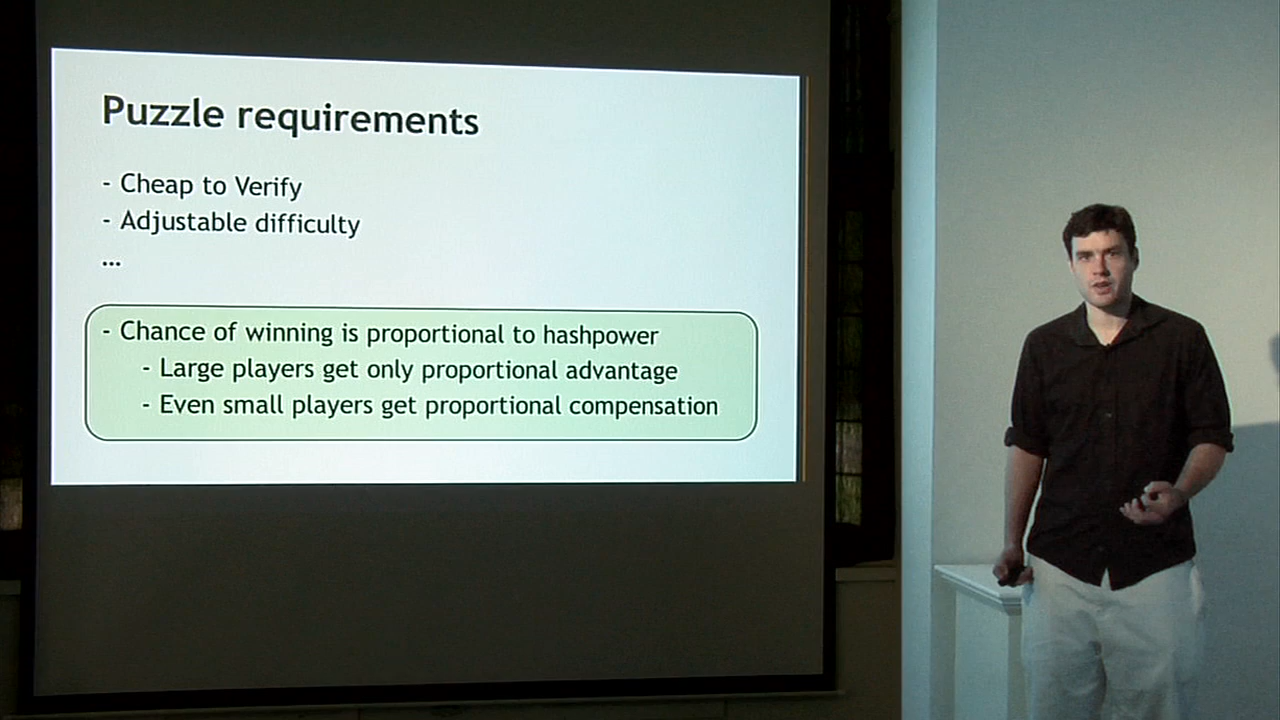 Puzzle requirements
- Cheap to Verify
- Adjustable difficulty
...
- Chance of winning is proportional to hashpower
- Large players get only proportional advantage
- Even small players get proportional compensation